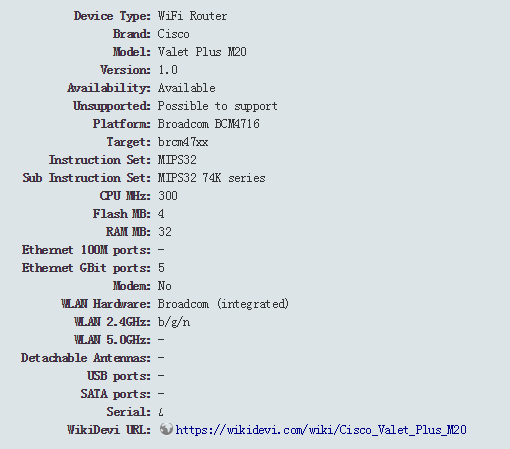 Device Type: WiFi Router
Brand: Cisco
Model: Valet Plus M20
Version: 1.0
Availability: Available
Unsupported: Possible to support
Platform: Broadcom BCM4716
Target: brcm47xx
Instruction Set: MIPS32
Sub Instruction Set: MIPS32 74K series
CPU MHz: 300
Flash MB: 4
RAM MB: 32
Ethernet 100M ports: -
Ethernet GBit ports: 5
Modem: No
WLAN Hardware: Broadcom (integrated)
WLAN 2.4GHz: b/g/n
WLAN 5.0GHz: -
Detachable Antennas: -
USB ports: -
SATA ports: -
Serial: ¿
WikiDevi URL: https://wikidevi.com/wiki/Cisco_Valet_Plus_M20